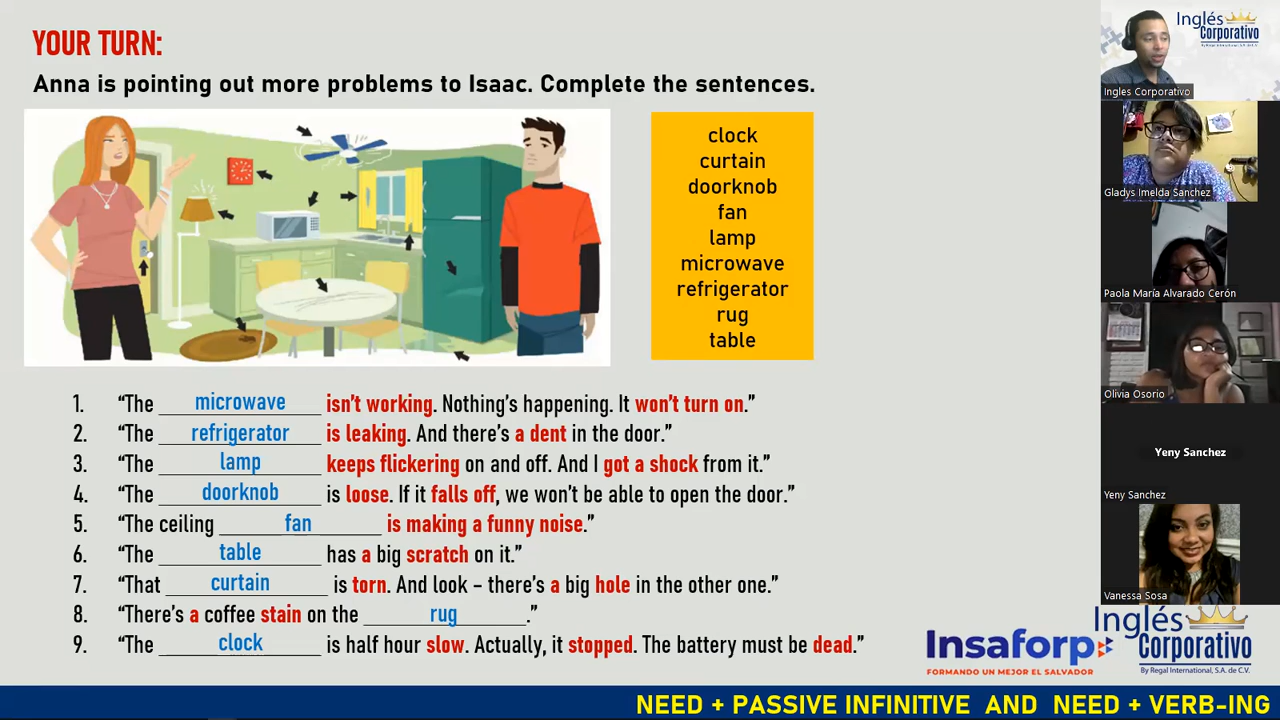 YOUR TURN:
Anna is pointing out more problems to Isaac. Complete the sentences.
clock
curtain
doorknob
fan
lamp
microwave
refrigerator
rug
table
1. “The microwave isn’t working. Nothing’s happening. It won’t turn on.”
2. “The refrigerator is leaking. And there’s a dent in the door.”
3. “The lamp keeps flickering on and off. And I got a shock from it.”
4. “The doorknob is loose. If it falls off, we won’t be able to open the door.”
5. “The ceiling fan is making a funny noise.”
6. “The table has a big scratch on it.”
7. “That curtain is torn. And look – there’s a big hole in the other one.”
8. “There’s a coffee stain on the rug.”
9. “The clock is half hour slow. Actually, it stopped. The battery must be dead.”
Insaforp
FORMANDO UN MEJOR EL SALVADOR
Inglés
Corporativo
By Regal International, S.A. de C.V.
NEED + PASSIVE INFINITIVE AND NEED + VERB-ING
Inglés
Corporativo
Ingles Corporativo
Gladys Imelda Sanchez
Paola María Alvarado Cerón
Olivia Osorio
Yeny Sanchez
Yeny Sanchez
Vanessa Sosa